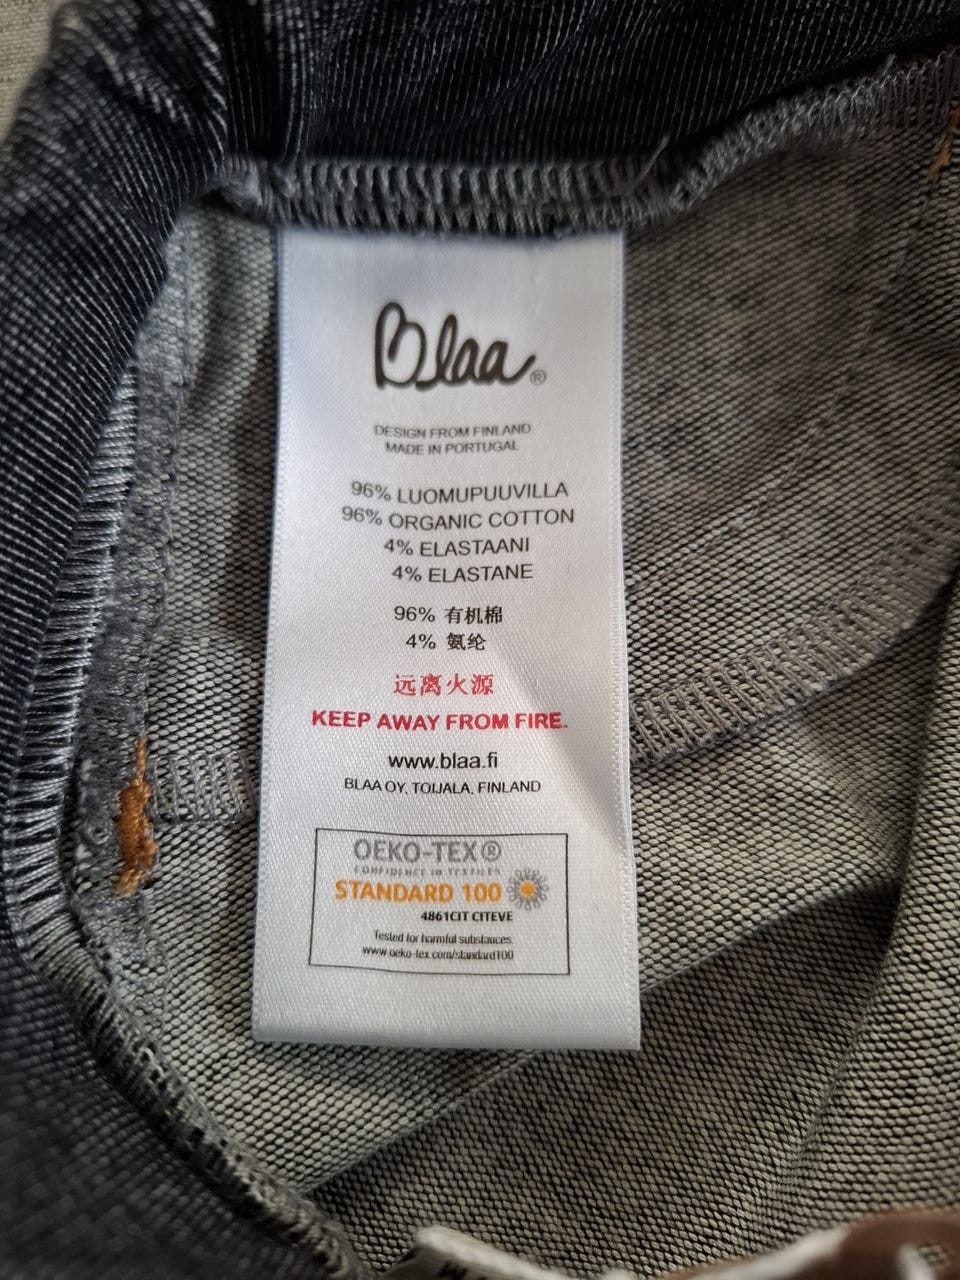 Blaa®
DESIGN FROM FINLAND
MADE IN PORTUGAL
96% LUOMUPUUVILLA
96% ORGANIC COTTON
4% ELASTAANI
4% ELASTANE
96% 有机棉
4% 氨纶
远离火源
KEEP AWAY FROM FIRE.
www.blaa.fi
BLAA OY, TOIJALA, FINLAND
OEKO-TEX®
CONFIDENCE IN TEXTILES
STANDARD 100
4861CIT CITEVE
Tested for harmful substances.
www.oeko-tex.com/standard100